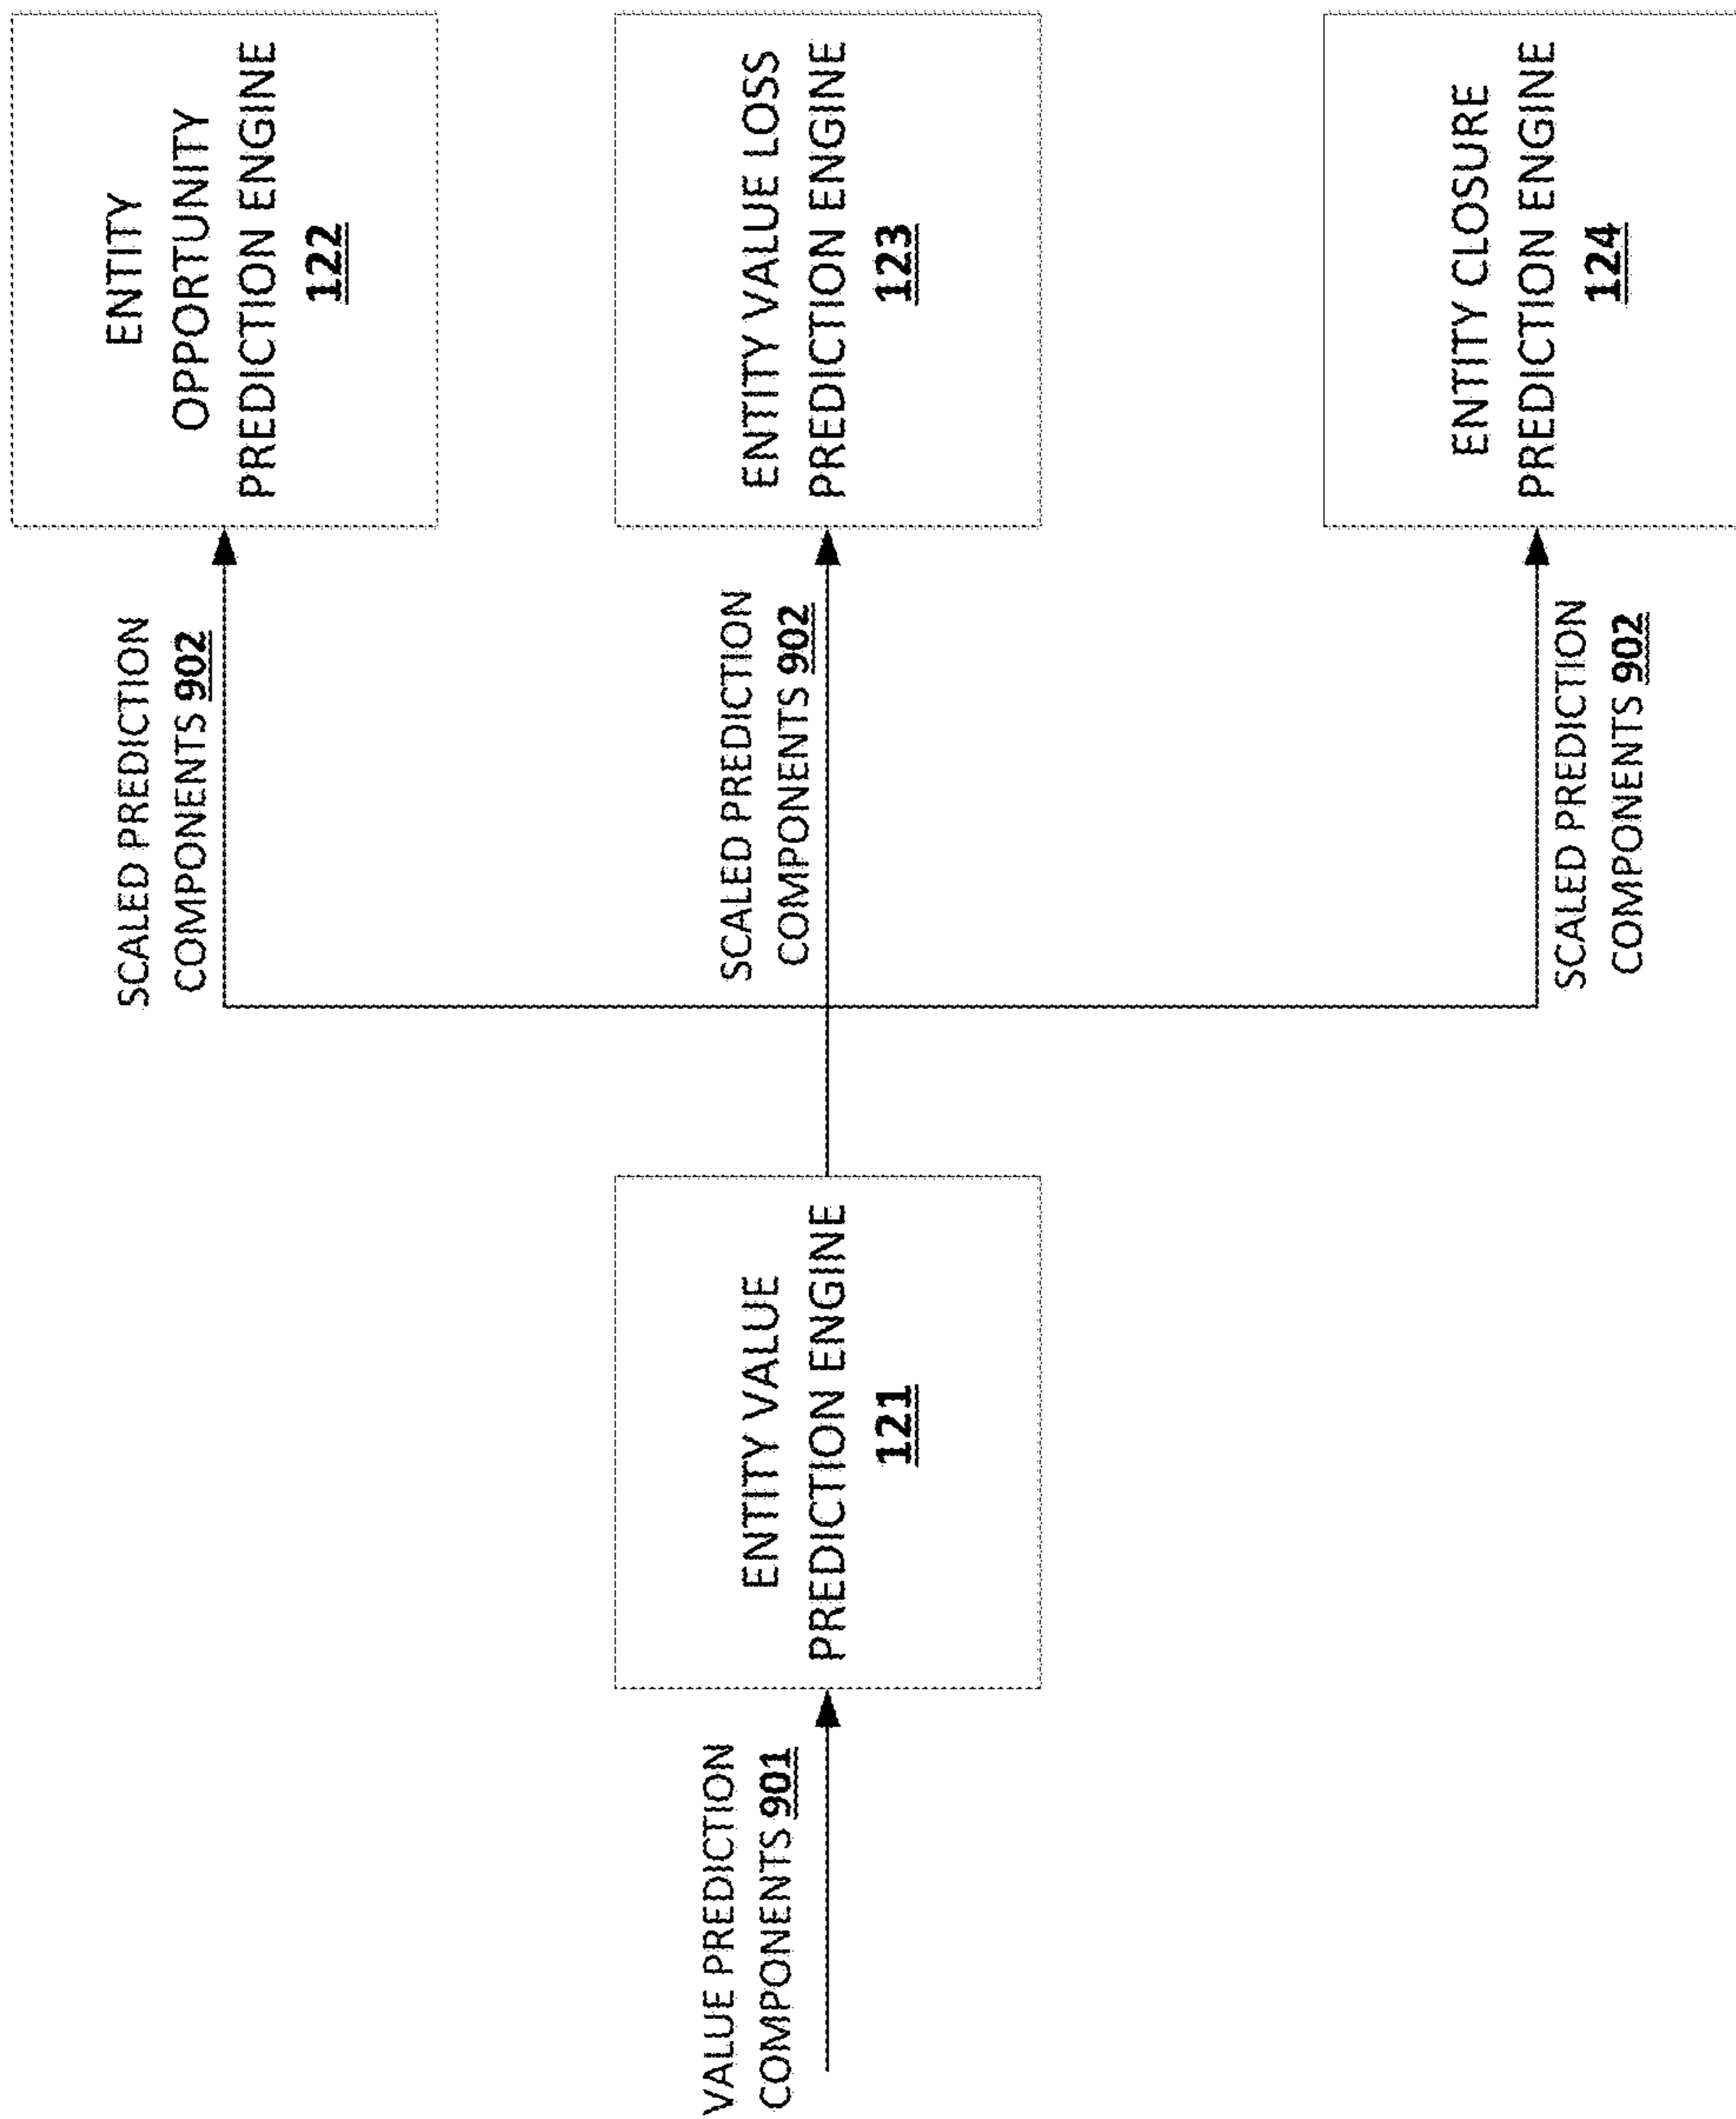 VALUE PREDICTION
COMPONENTS 901
ENTITY VALUE
PREDICTION ENGINE
121
SCALED PREDICTION
COMPONENTS 902
ENTITY
OPPORTUNITY
PREDICTION ENGINE
122
SCALED PREDICTION
COMPONENTS 902
ENTITY VALUE LOSS
PREDICTION ENGINE
123
SCALED PREDICTION
COMPONENTS 902
ENTITY CLOSURE
PREDICTION ENGINE
124